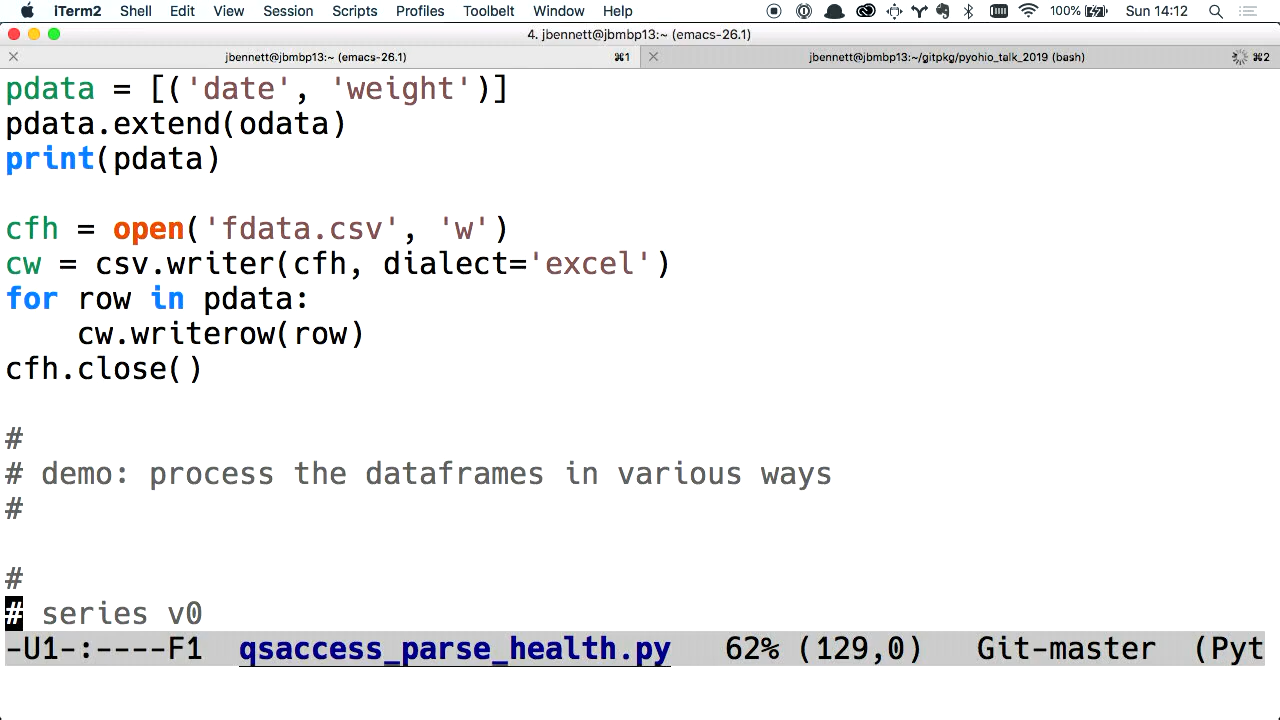 iTerm2 Shell Edit View Session Scripts Profiles Toolbelt Window Help 100% Sun 14:12
4. jbennett@jbmbp13:~ (emacs-26.1)
jbennett@jbmbp13:~ (emacs-26.1) ⌘1 jbennett@jbmbp13:~/gitpkg/pyohio_talk_2019 (bash) ⌘2
pdata = [('date', 'weight')]
pdata.extend(odata)
print(pdata)
cfh = open('fdata.csv', 'w')
cw = csv.writer(cfh, dialect='excel')
for row in pdata:
    cw.writerow(row)
cfh.close()
#
# demo: process the dataframes in various ways
#
#
# series v0
-U1-:----F1 qsaccess_parse_health.py 62% (129,0) Git-master (Pyt